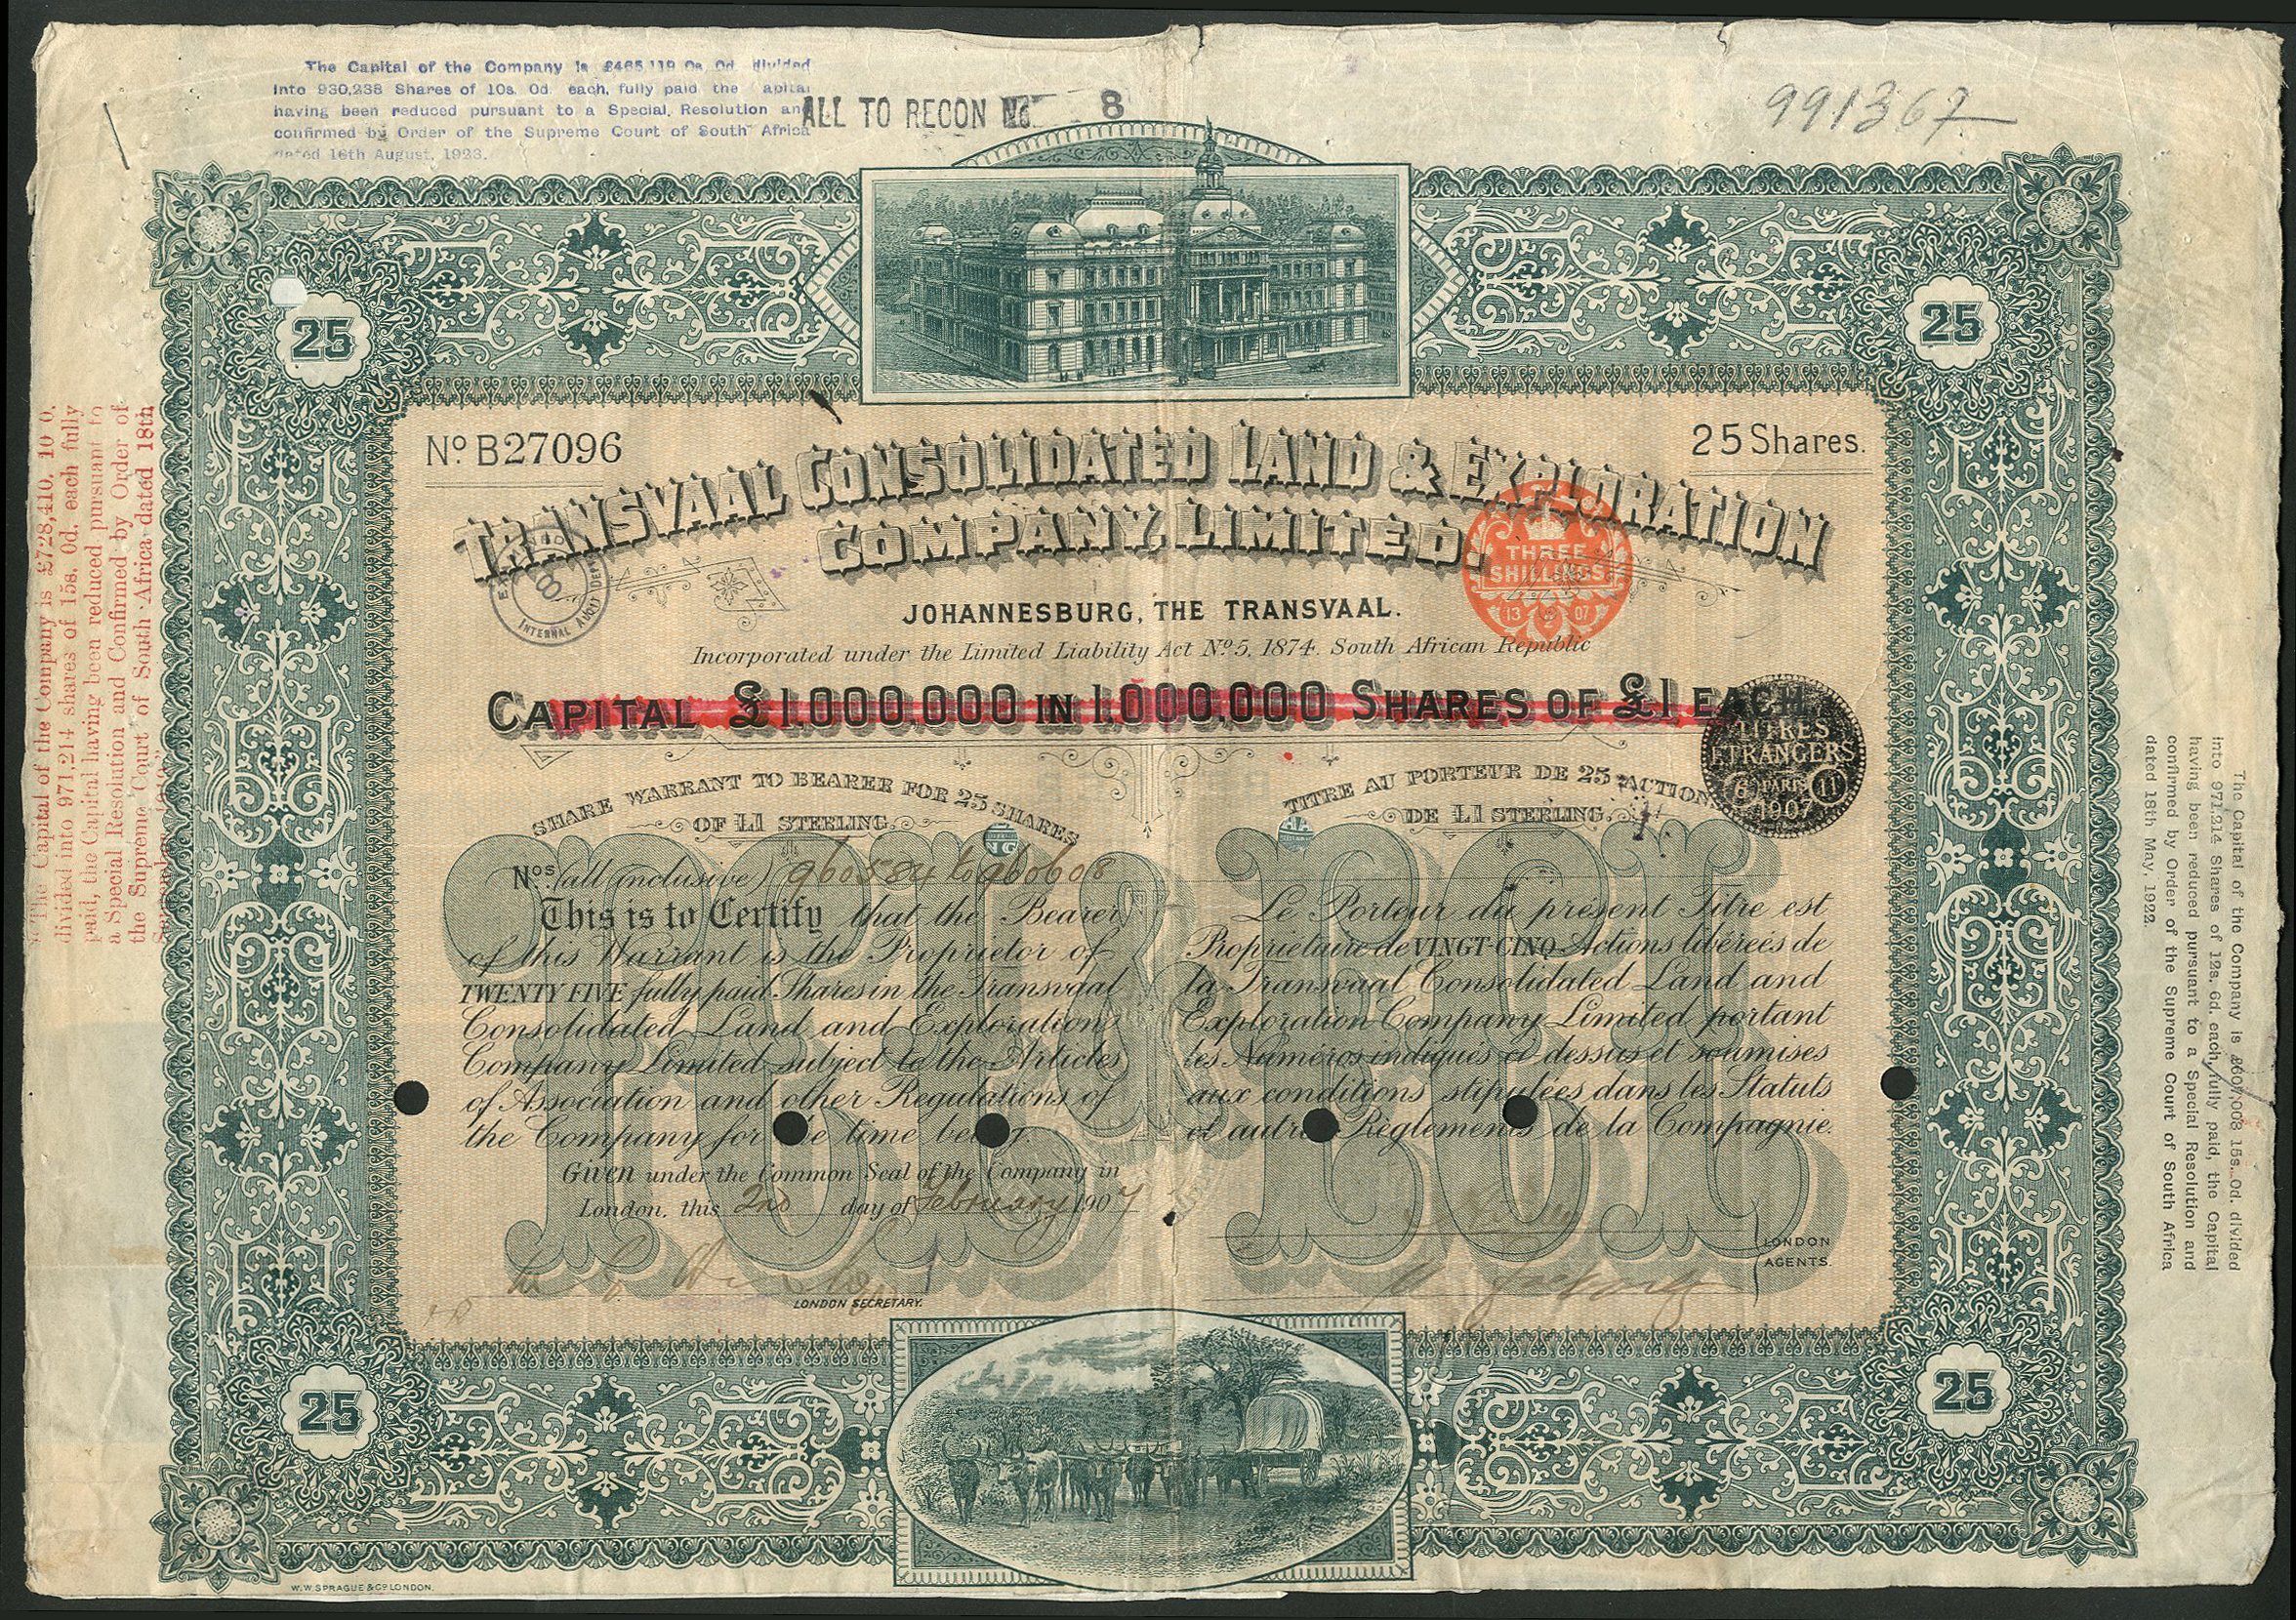 The Capital of the Company is £465,119 0s. 0d. divided
into 930,238 Shares of 10s. 0d. each, fully paid the apital
having been reduced pursuant to a Special Resolution and
confirmed by Order of the Supreme Court of South Africa
dated 16th August, 1923.
ALL TO RECON No. 8
991367
25
25
No. B27096
25 Shares.
TRANSVAAL CONSOLIDATED LAND & EXPLORATION
COMPANY, LIMITED.
INTERNAL AUDIT DEPT
8
THREE
SHILLINGS
13 2 07
JOHANNESBURG, THE TRANSVAAL.
Incorporated under the Limited Liability Act No. 5, 1874. South African Republic
CAPITAL £1,000,000 IN 1,000,000 SHARES OF £1 EACH.
TITRES
ETRANGERS
6 PARIS 11
1907
SHARE WARRANT TO BEARER FOR 25 SHARES
OF £1 STERLING.
Nos. (all inclusive) 960584 to 960608
This is to Certify that the Bearer
of this Warrant is the Proprietor of
TWENTY FIVE fully paid Shares in the Transvaal
Consolidated Land and Exploration
Company Limited subject to the Articles
of Association and other Regulations of
the Company for the time being.
Given under the Common Seal of the Company in
London, this 2nd day of February 1907
LONDON SECRETARY.
TITRE AU PORTEUR DE 25 ACTIONS
DE £1 STERLING.
Le Porteur du présent Titre est
Propriétaire de VINGT-CINQ Actions libérées de
la Transvaal Consolidated Land and
Exploration Company Limited portant
les Numéros indiqués ci-dessus et soumises
aux conditions stipulées dans les Statuts
et autres Règlements de la Compagnie.
LONDON
AGENTS.
TCL & ECL
25
25
W.W. SPRAGUE & CO. LONDON.
The Capital of the Company is £728,410. 10 0.
divided into 971,214 shares of 15s. 0d. each fully
paid, the Capital having been reduced pursuant to
a Special Resolution and Confirmed by Order of
the Supreme Court of South Africa dated 18th
The Capital of the Company is £607,008 15s. 0d. divided
into 971,214 Shares of 12s. 6d. each, fully paid, the Capital
having been reduced pursuant to a Special Resolution and
confirmed by Order of the Supreme Court of South Africa
dated 18th May, 1922.